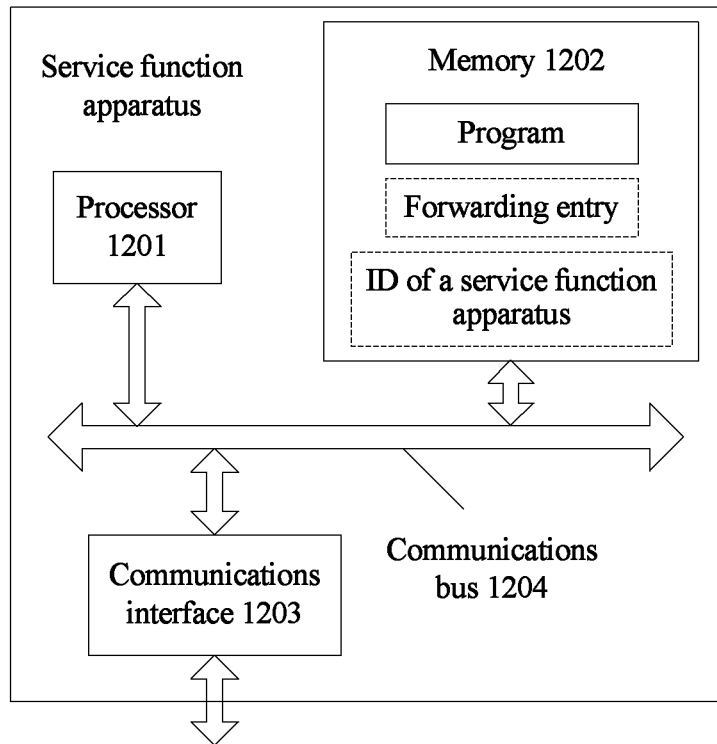 Service function
apparatus
Memory 1202
Program
Forwarding entry
ID of a service function
apparatus
Processor
1201
Communications
bus 1204
Communications
interface 1203